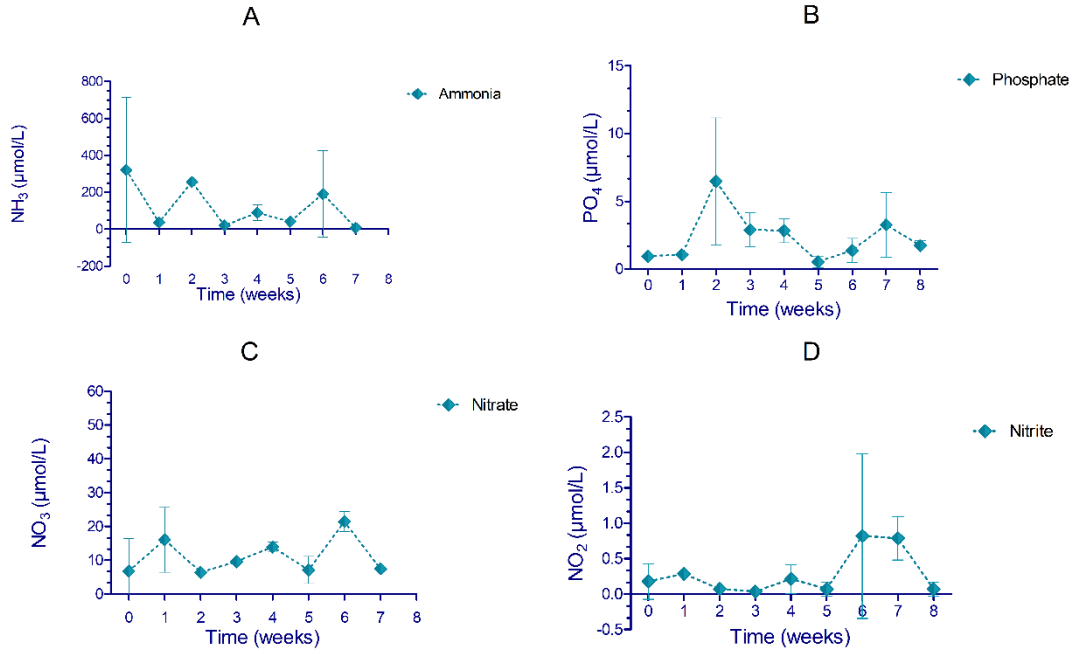 A
NH₃ (µmol/L)
800
600
400
200
0
-200
0 1 2 3 4 5 6 7 8
Time (weeks)
Ammonia
B
PO₄ (µmol/L)
15
10
5
0
0 1 2 3 4 5 6 7 8
Time (weeks)
Phosphate
C
NO₃ (µmol/L)
60
50
40
30
20
10
0
0 1 2 3 4 5 6 7 8
Time (weeks)
Nitrate
D
NO₂ (µmol/L)
2.5
2.0
1.5
1.0
0.5
0.0
-0.5
0 1 2 3 4 5 6 7 8
Time (weeks)
Nitrite